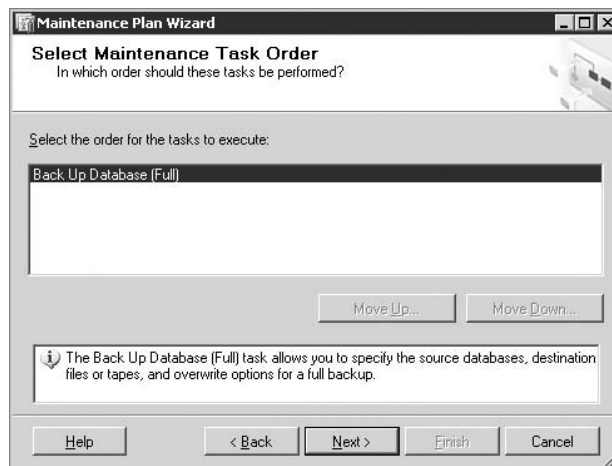 Maintenance Plan Wizard
Select Maintenance Task Order
In which order should these tasks be performed?
Select the order for the tasks to execute:
Back Up Database (Full)
Move Up...
Move Down...
The Back Up Database (Full) task allows you to specify the source databases, destination
files or tapes, and overwrite options for a full backup.
Help
< Back
Next >
Finish
Cancel